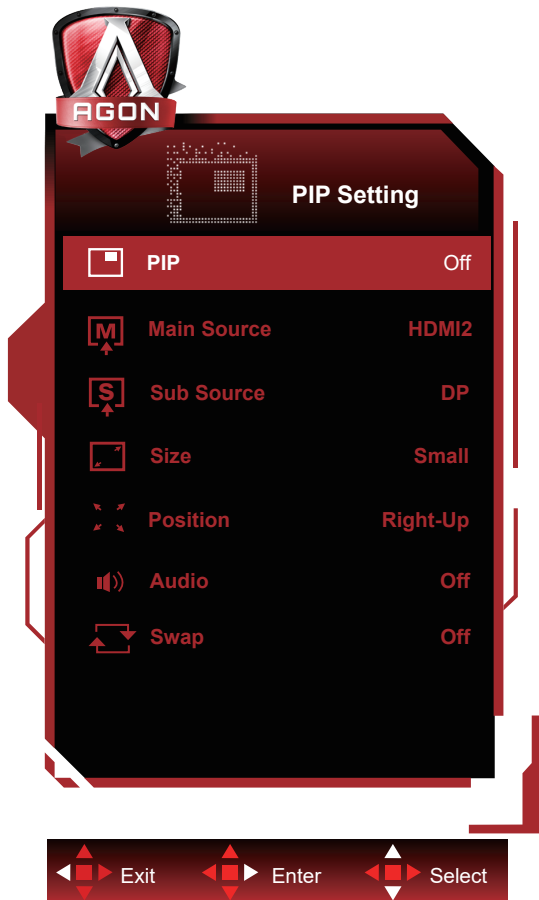 AGON
PIP Setting
PIP Off
M Main Source HDMI2
S Sub Source DP
Size Small
Position Right-Up
Audio Off
Swap Off
Exit Enter Select